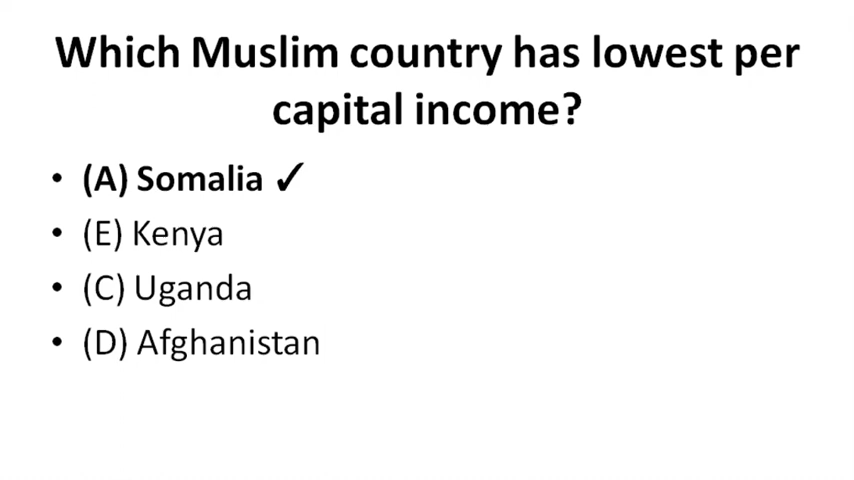 Which Muslim country has lowest per
capital income?
• (A) Somalia ✓
• (E) Kenya
• (C) Uganda
• (D) Afghanistan